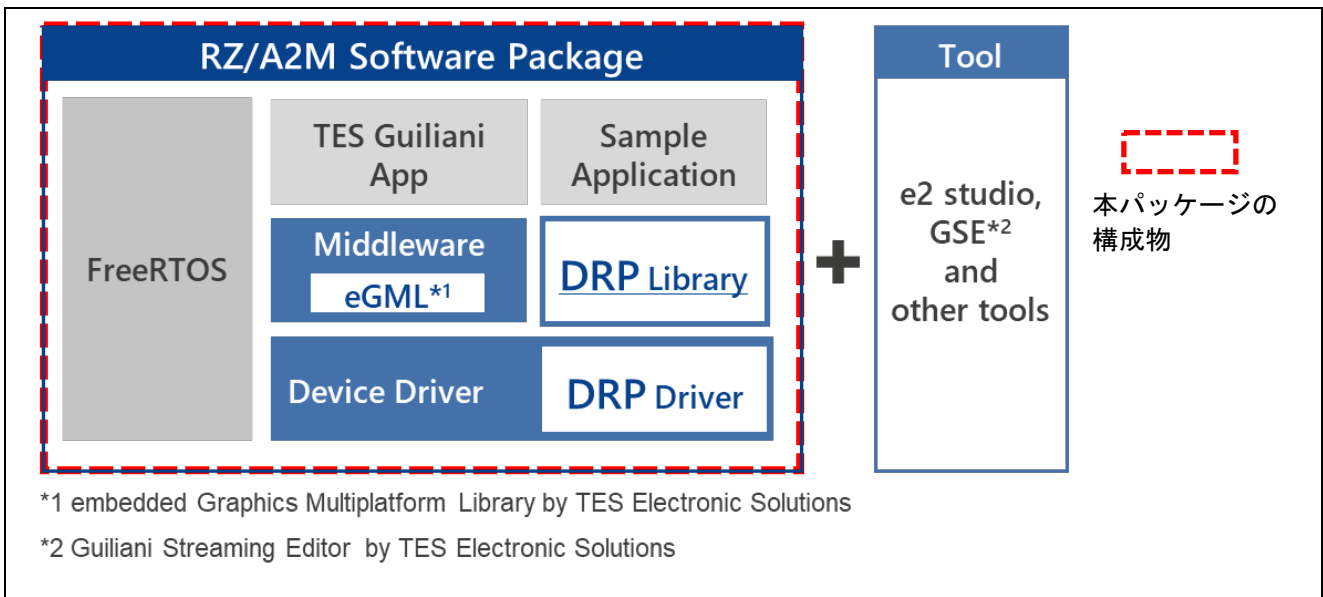 RZ/A2M Software Package
FreeRTOS
TES Guiliani
App
Sample
Application
Middleware
eGML*1
DRP Library
Device Driver
DRP Driver
+
Tool
e2 studio,
GSE*2
and
other tools
本パッケージの
構成物
*1 embedded Graphics Multiplatform Library by TES Electronic Solutions
*2 Guiliani Streaming Editor by TES Electronic Solutions